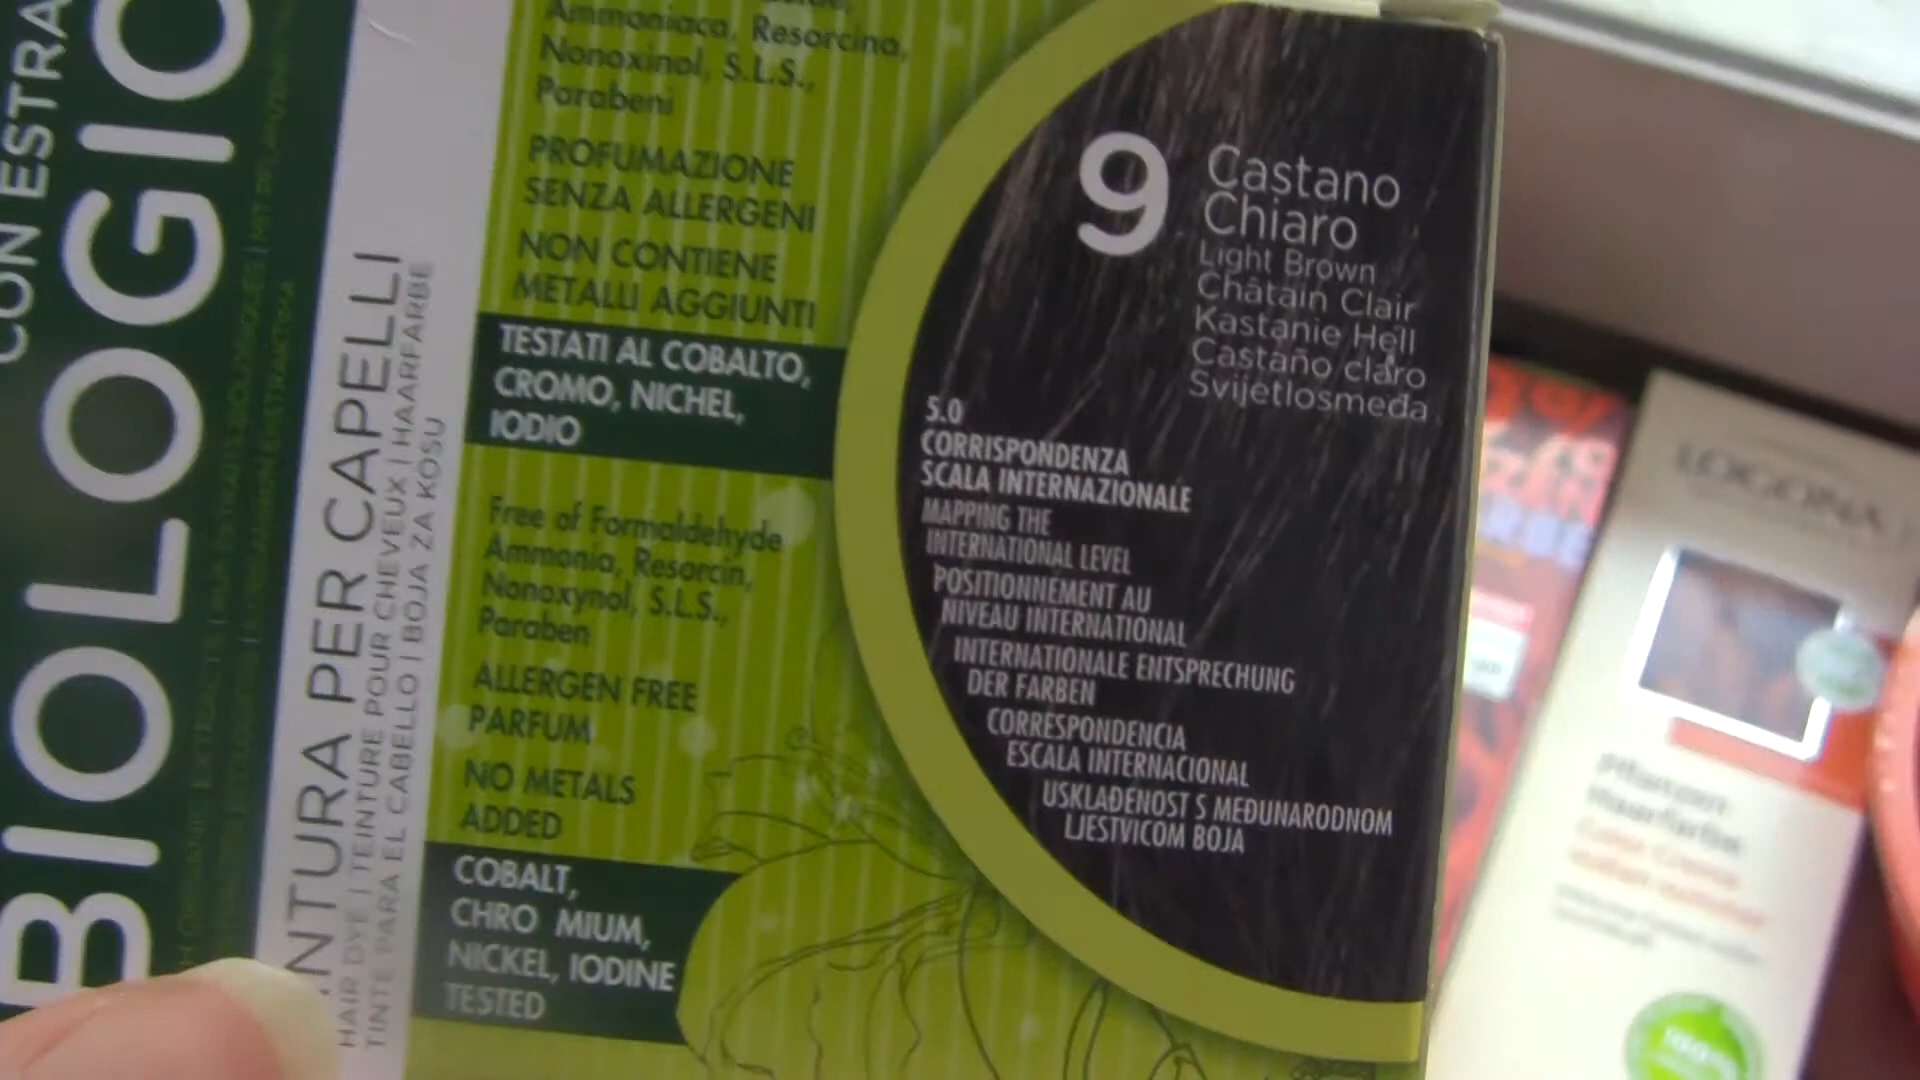 CON ESTRA
BIOLOGIC
TINTURA PER CAPELLI
HAIR DYE | TEINTURE POUR CHEVEUX | HAARFARBE
TINTE PARA EL CABELLO | BOJA ZA KOSU
Ammoniaca, Resorcina,
Nonoxinol, S.L.S.,
Parabeni
PROFUMAZIONE
SENZA ALLERGENI
NON CONTIENE
METALLI AGGIUNTI
TESTATI AL COBALTO,
CROMO, NICHEL,
IODIO
Free of Formaldehyde
Ammonia, Resorcin,
Nonoxynol, S.L.S.,
Paraben
ALLERGEN FREE
PARFUM
NO METALS
ADDED
COBALT,
CHRO MIUM,
NICKEL, IODINE
TESTED
9
Castano
Chiaro
Light Brown
Châtain Clair
Kastanie Hell
Castaño claro
Svijetlosmeđa
5.0
CORRISPONDENZA
SCALA INTERNAZIONALE
MAPPING THE
INTERNATIONAL LEVEL
POSITIONNEMENT AU
NIVEAU INTERNATIONAL
INTERNATIONALE ENTSPRECHUNG
DER FARBEN
CORRESPONDENCIA
ESCALA INTERNACIONAL
USKLAĐENOST S MEĐUNARODNOM
LJESTVICOM BOJA
LOGONA
Pflanzen
Haarfarbe